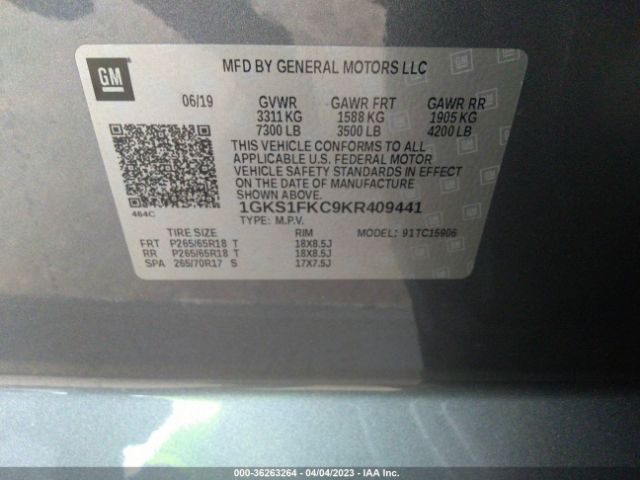 GM
MFD BY GENERAL MOTORS LLC
06/19 GVWR GAWR FRT GAWR RR
3311 KG 1588 KG 1905 KG
7300 LB 3500 LB 4200 LB
THIS VEHICLE CONFORMS TO ALL
APPLICABLE U.S. FEDERAL MOTOR
VEHICLE SAFETY STANDARDS IN EFFECT
ON THE DATE OF MANUFACTURE
SHOWN ABOVE.
1GKS1FKC9KR409441
464C TYPE: M.P.V.
TIRE SIZE RIM MODEL: 91TC15906
FRT P265/65R18 T 18X8.5J
RR P265/65R18 T 18X8.5J
SPA 265/70R17 S 17X7.5J
000-36263264 - 04/04/2023 - IAA Inc.